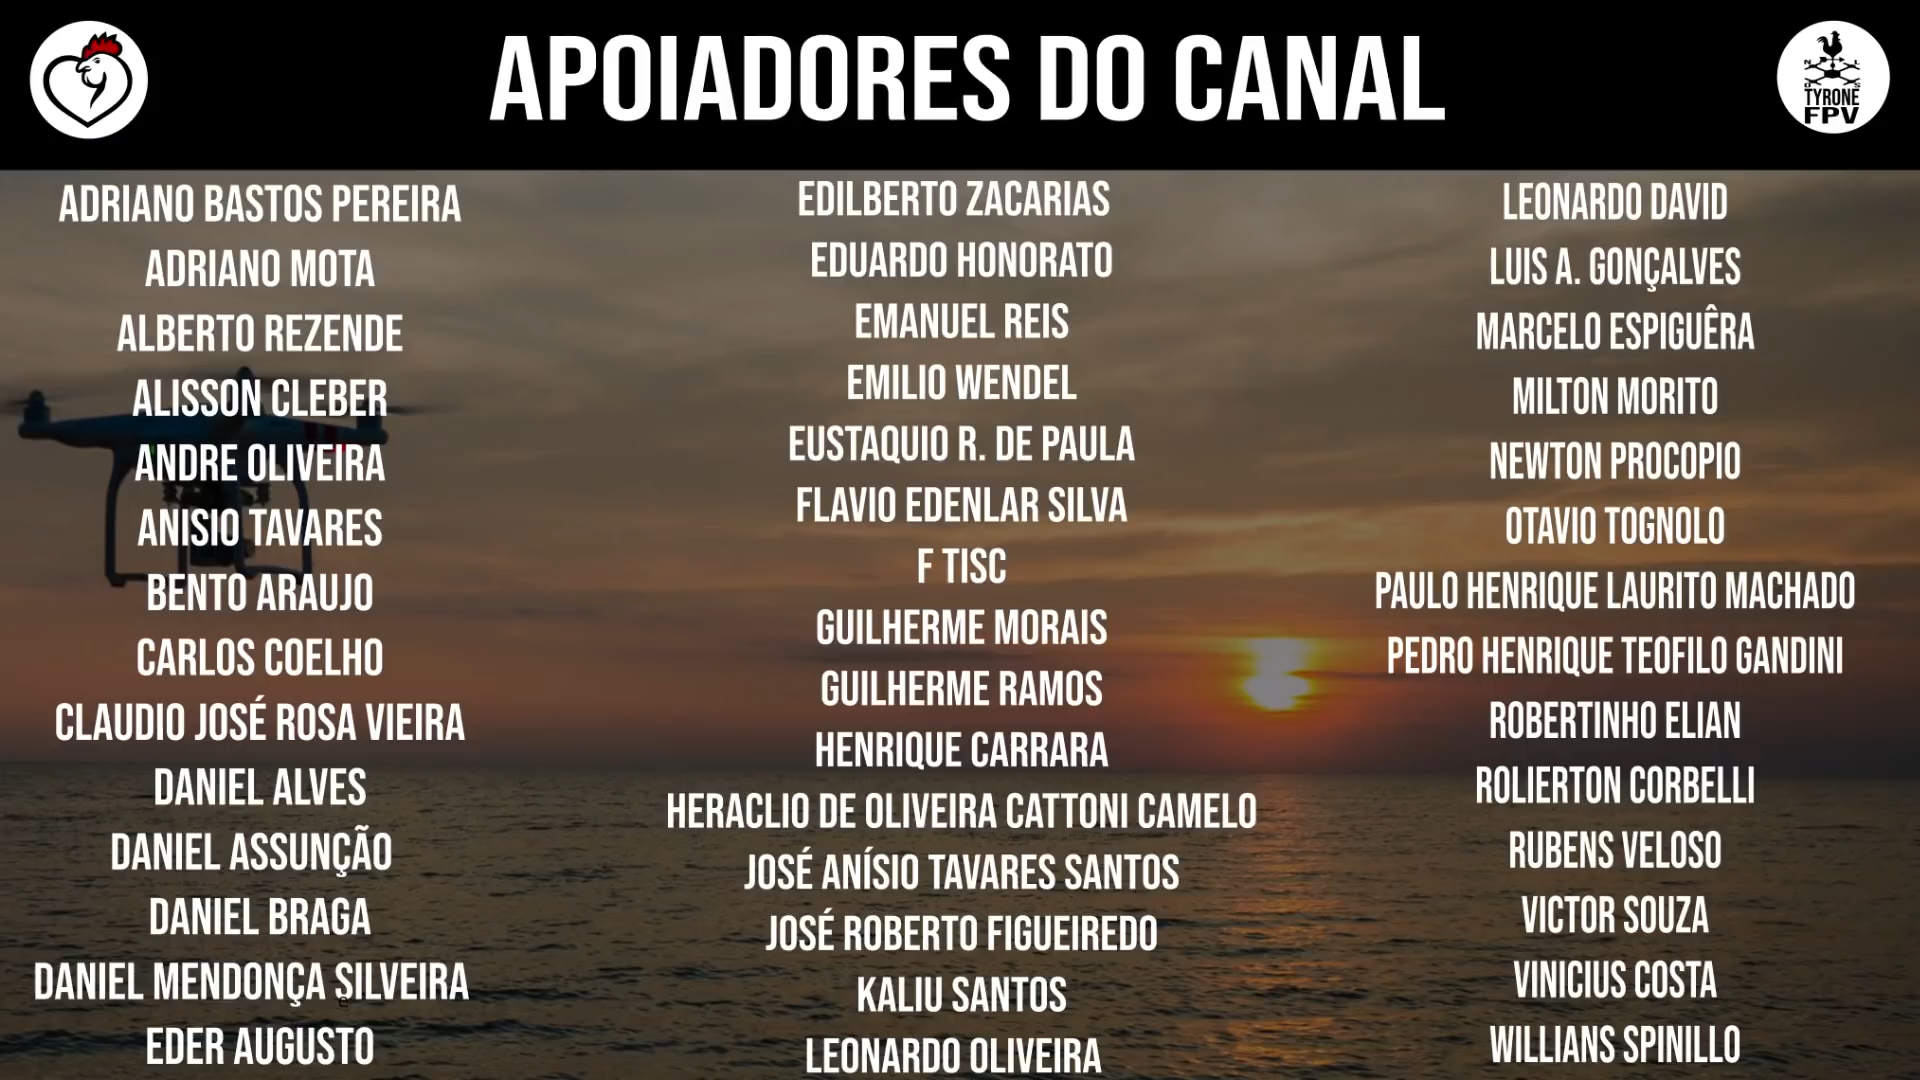 APOIADORES DO CANAL
N L
O S
TYRONE
FPV
ADRIANO BASTOS PEREIRA
ADRIANO MOTA
ALBERTO REZENDE
ALISSON CLEBER
ANDRE OLIVEIRA
ANISIO TAVARES
BENTO ARAUJO
CARLOS COELHO
CLAUDIO JOSÉ ROSA VIEIRA
DANIEL ALVES
DANIEL ASSUNÇÃO
DANIEL BRAGA
DANIEL MENDONÇA SILVEIRA
e
EDER AUGUSTO
EDILBERTO ZACARIAS
EDUARDO HONORATO
EMANUEL REIS
EMILIO WENDEL
EUSTAQUIO R. DE PAULA
FLAVIO EDENLAR SILVA
F TISC
GUILHERME MORAIS
GUILHERME RAMOS
HENRIQUE CARRARA
HERACLIO DE OLIVEIRA CATTONI CAMELO
JOSÉ ANÍSIO TAVARES SANTOS
JOSÉ ROBERTO FIGUEIREDO
KALIU SANTOS
LEONARDO OLIVEIRA
LEONARDO DAVID
LUIS A. GONÇALVES
MARCELO ESPIGUÊRA
MILTON MORITO
NEWTON PROCOPIO
OTAVIO TOGNOLO
PAULO HENRIQUE LAURITO MACHADO
PEDRO HENRIQUE TEOFILO GANDINI
ROBERTINHO ELIAN
ROLIERTON CORBELLI
RUBENS VELOSO
VICTOR SOUZA
VINICIUS COSTA
WILLIANS SPINILLO